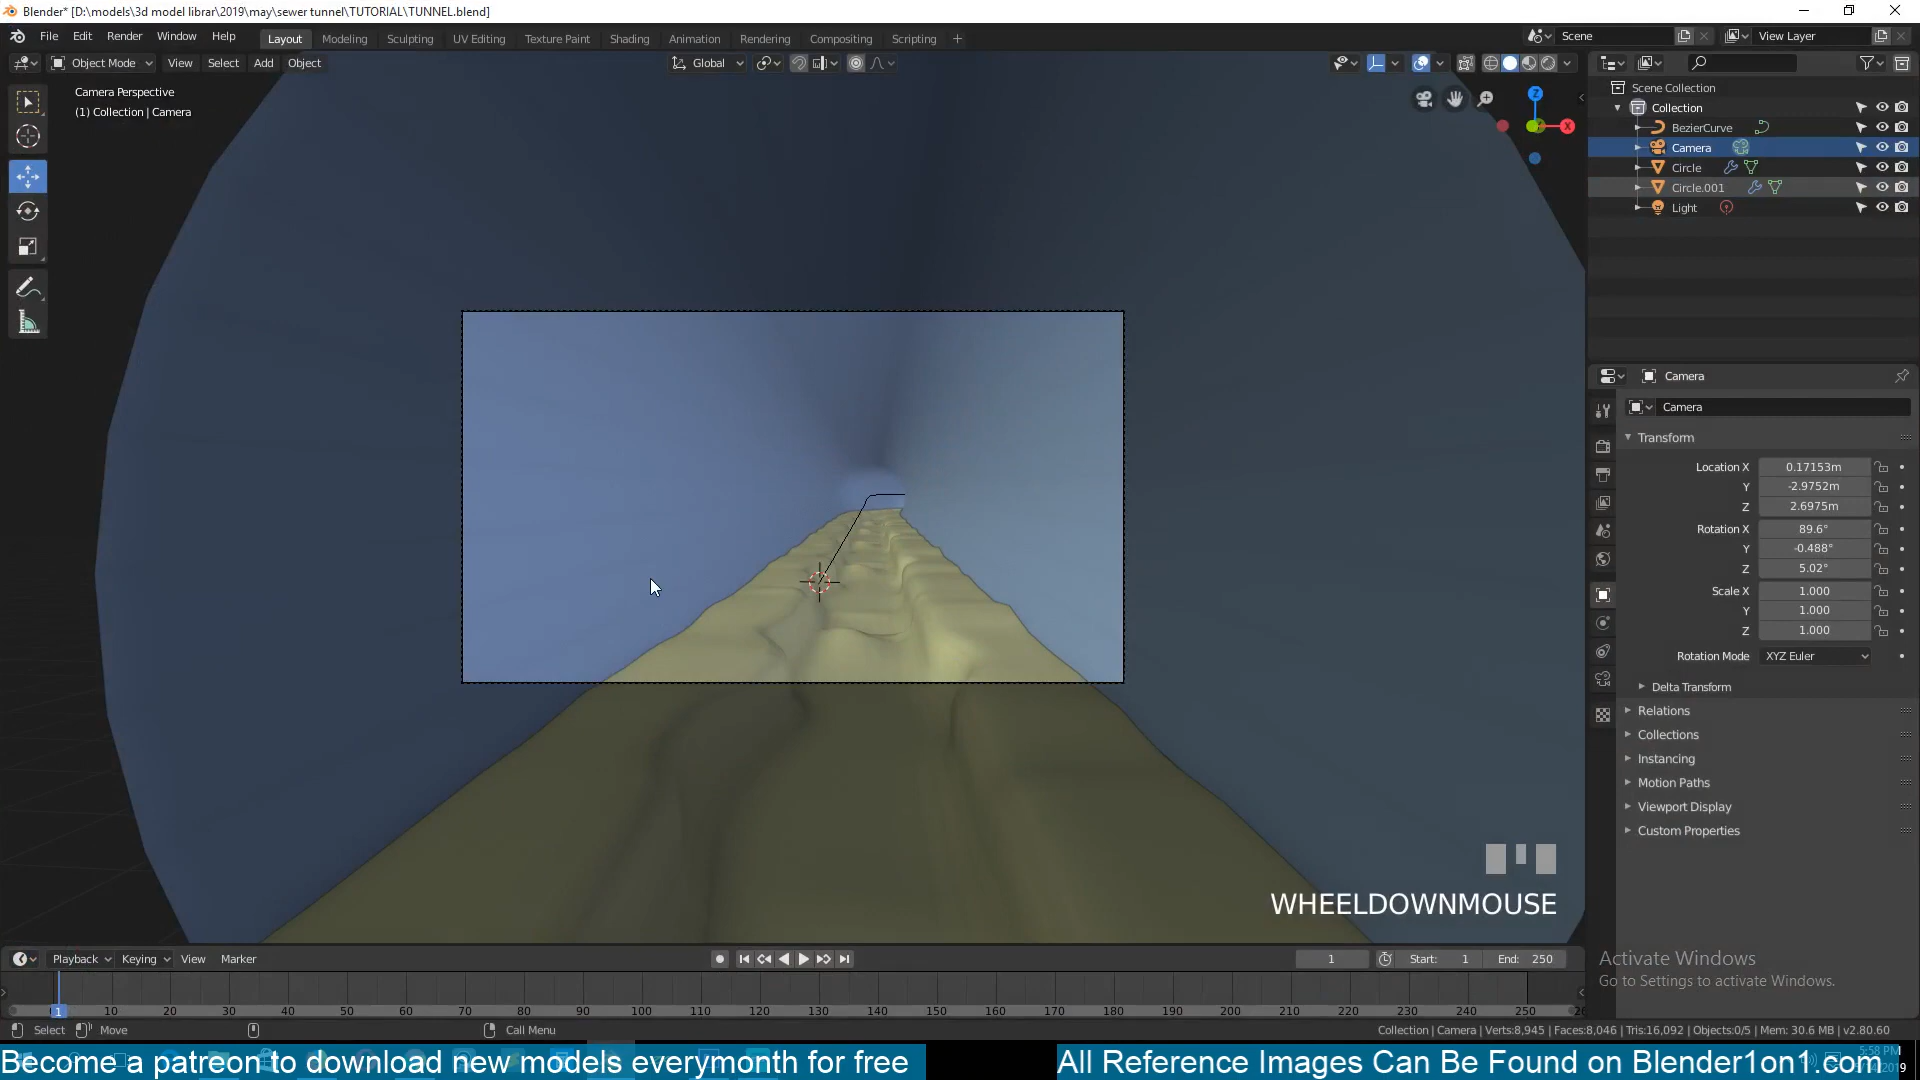 Blender* [D:\models\3d model librar\2019\may\sewer tunnel\TUTORIAL\TUNNEL.blend]
File Edit Render Window Help Layout Modeling Sculpting UV Editing Texture Paint Shading Animation Rendering Compositing Scripting + Scene View Layer
Object Mode View Select Add Object Global
Camera Perspective
(1) Collection | Camera
Z
X
Scene Collection
Collection
BezierCurve
Camera
Circle
Circle.001
Light
Camera
Camera
Transform
Location X 0.17153m
Y -2.9752m
Z 2.6975m
Rotation X 89.6°
Y -0.488°
Z 5.02°
Scale X 1.000
Y 1.000
Z 1.000
Rotation Mode XYZ Euler
Delta Transform
Relations
Collections
Instancing
Motion Paths
Viewport Display
Custom Properties
WHEELDOWNMOUSE
Activate Windows
Go to Settings to activate Windows.
Playback Keying View Marker 1 Start: 1 End: 250
1 10 20 30 40 50 60 70 80 90 100 110 120 130 140 150 160 170 180 190 200 210 220 230 240 250
Select Move Call Menu Collection | Camera | Verts:8,945 | Faces:8,046 | Tris:16,092 | Objects:0/5 | Mem: 30.6 MB | v2.80.60
Become a patreon to download new models everymonth for free All Reference Images Can Be Found on Blender1on1.com
5:58 PM